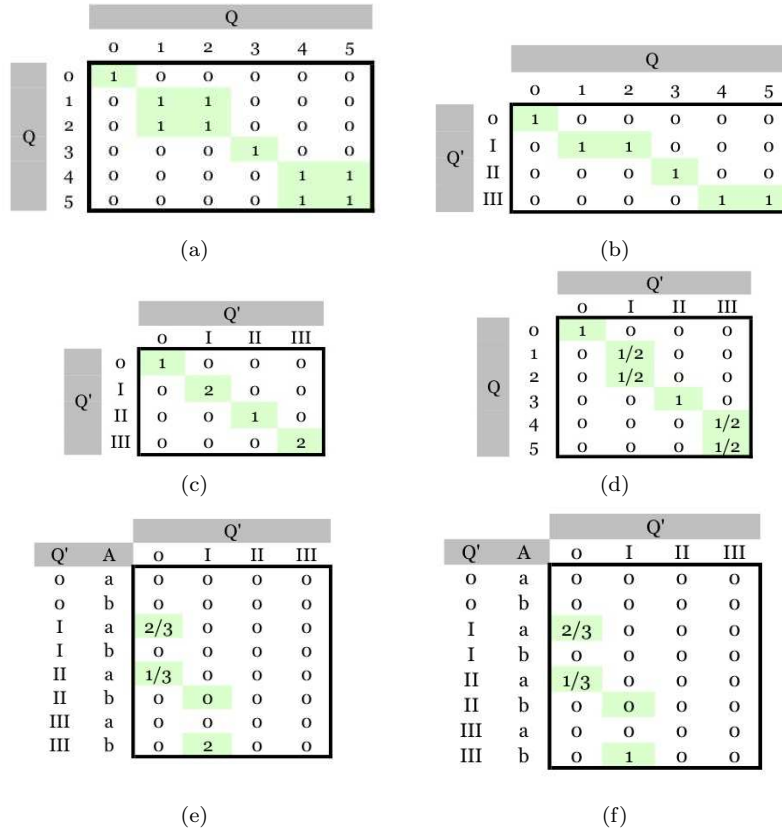 Q
0 1 2 3 4 5
Q
0 1 0 0 0 0 0
1 0 1 1 0 0 0
2 0 1 1 0 0 0
3 0 0 0 1 0 0
4 0 0 0 0 1 1
5 0 0 0 0 1 1
(a)
Q
0 1 2 3 4 5
Q'
0 1 0 0 0 0 0
I 0 1 1 0 0 0
II 0 0 0 1 0 0
III 0 0 0 0 1 1
(b)
Q'
0 I II III
Q'
0 1 0 0 0
I 0 2 0 0
II 0 0 1 0
III 0 0 0 2
(c)
Q'
0 I II III
Q
0 1 0 0 0
1 0 1/2 0 0
2 0 1/2 0 0
3 0 0 1 0
4 0 0 0 1/2
5 0 0 0 1/2
(d)
Q'
Q' A 0 I II III
0 a 0 0 0 0
0 b 0 0 0 0
I a 2/3 0 0 0
I b 0 0 0 0
II a 1/3 0 0 0
II b 0 0 0 0
III a 0 0 0 0
III b 0 2 0 0
(e)
Q'
Q' A 0 I II III
0 a 0 0 0 0
0 b 0 0 0 0
I a 2/3 0 0 0
I b 0 0 0 0
II a 1/3 0 0 0
II b 0 0 0 0
III a 0 0 0 0
III b 0 1 0 0
(f)